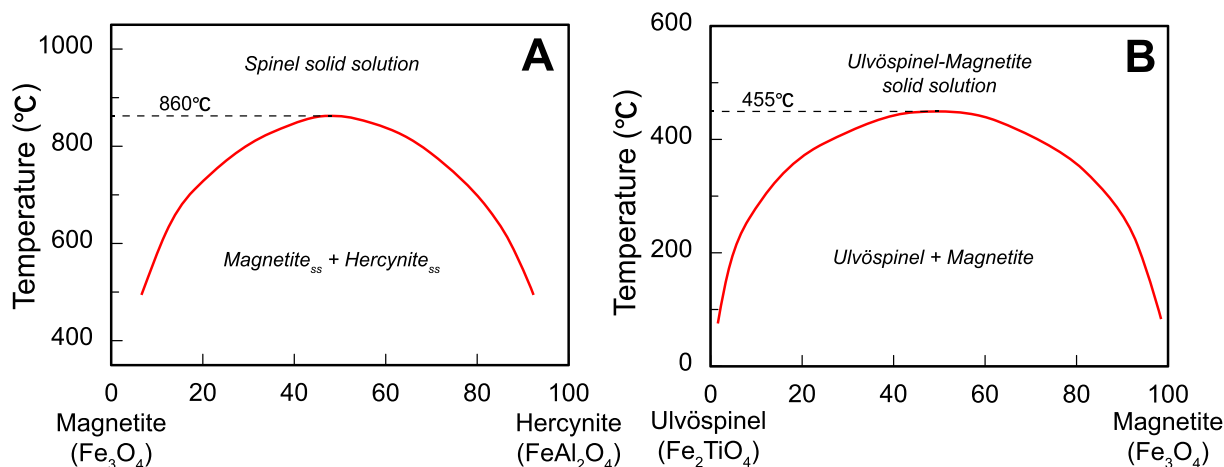 A
1000
800
600
400
Temperature (℃)
Spinel solid solution
860℃
Magnetitess + Hercynitess
0 20 40 60 80 100
Magnetite
(Fe3O4)
Hercynite
(FeAl2O4)
B
600
400
200
0
Temperature (℃)
Ulvöspinel-Magnetite
solid solution
455℃
Ulvöspinel + Magnetite
0 20 40 60 80 100
Ulvöspinel
(Fe2TiO4)
Magnetite
(Fe3O4)